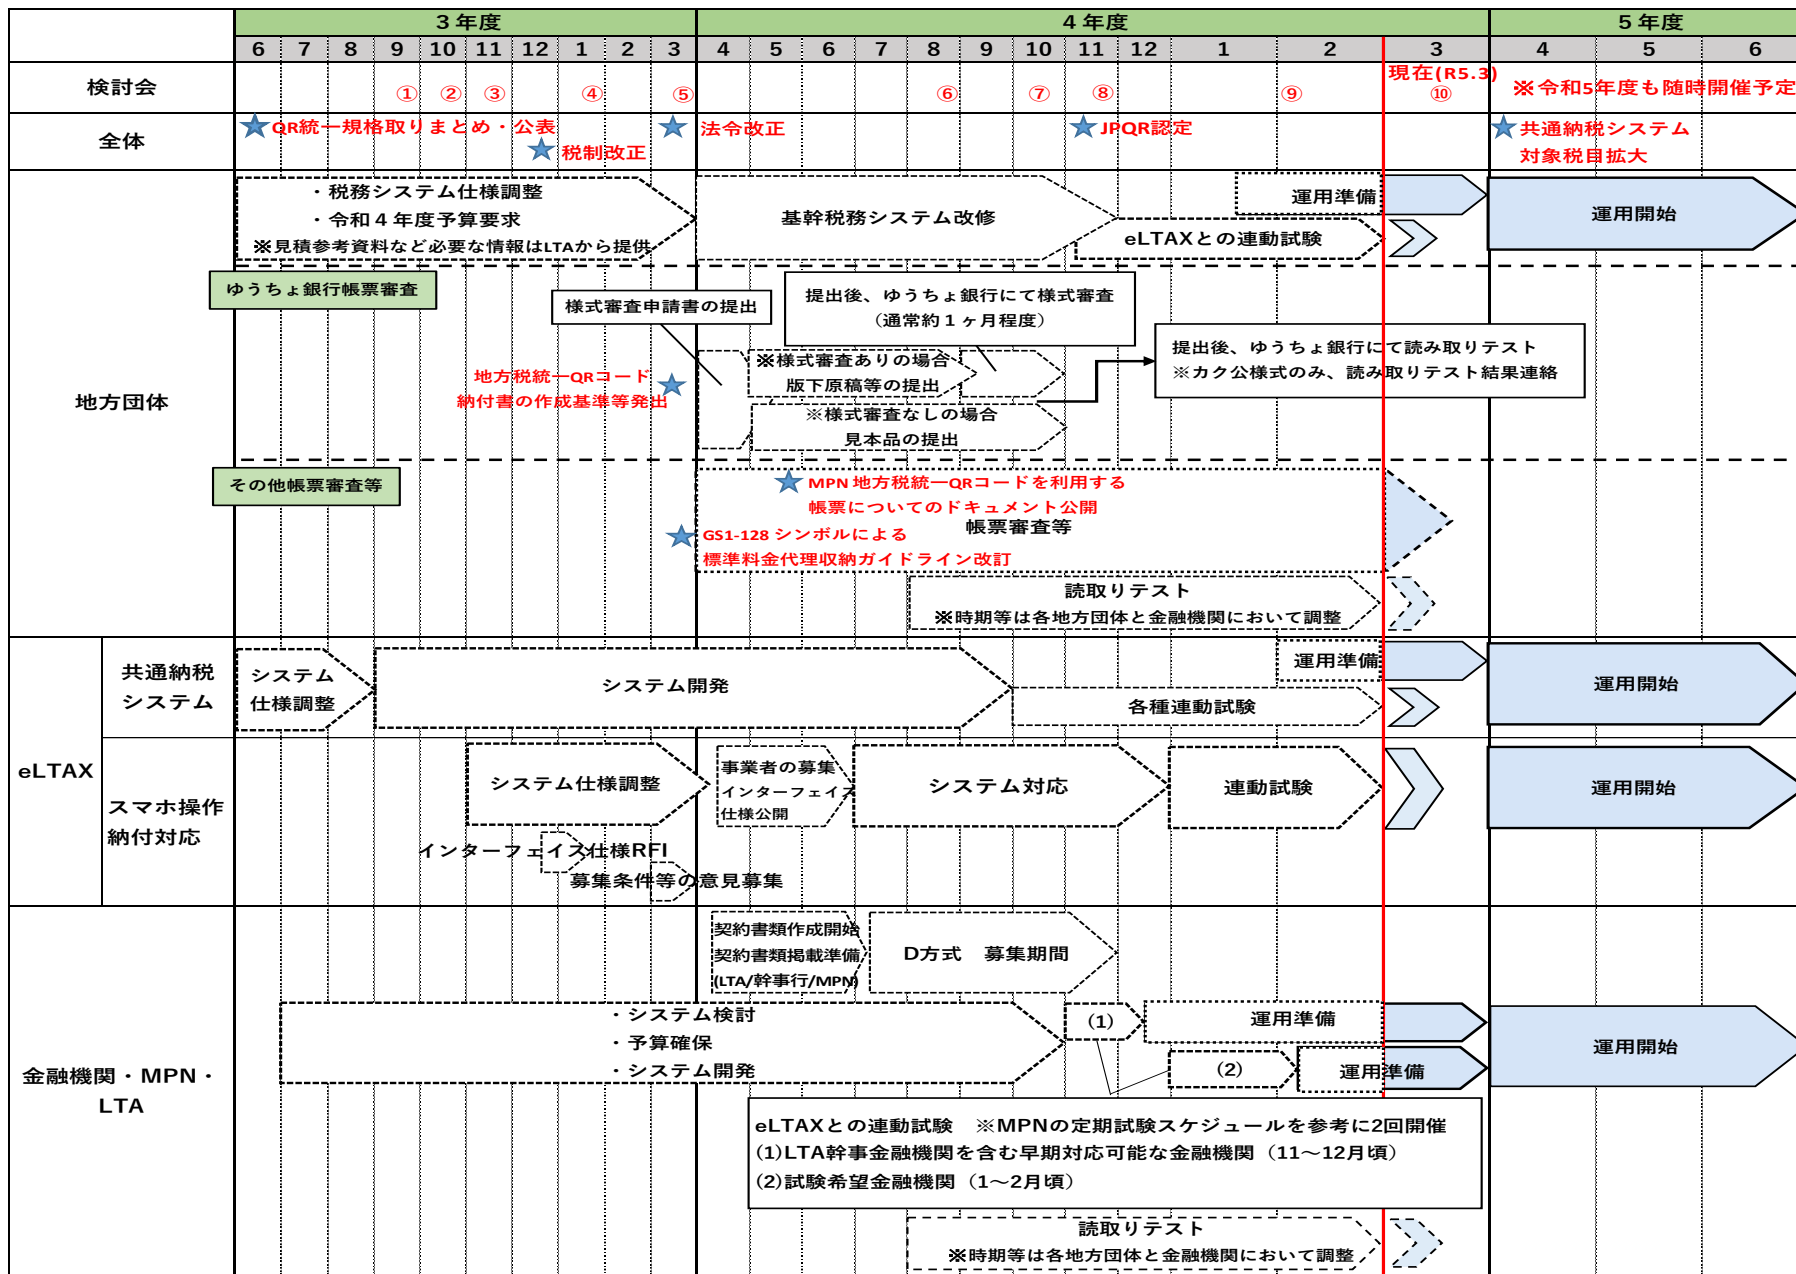 ３年度 ４年度 ５年度
6 7 8 9 10 11 12 1 2 3 4 5 6 7 8 9 10 11 12 1 2 3 4 5 6
検討会
① ② ③ ④ ⑤ ⑥ ⑦ ⑧ ⑨ ⑩
現在(R5.3)
※令和5年度も随時開催予定
全体
QR統一規格取りまとめ・公表
税制改正
法令改正
JPQR認定
共通納税システム
対象税目拡大
地方団体
・税務システム仕様調整
・令和４年度予算要求
※見積参考資料など必要な情報はLTAから提供
基幹税務システム改修
運用準備
eLTAXとの連動試験
運用開始
ゆうちょ銀行帳票審査
様式審査申請書の提出
提出後、ゆうちょ銀行にて様式審査
（通常約１ヶ月程度）
地方税統一QRコード
納付書の作成基準等発出
※様式審査ありの場合
版下原稿等の提出
※様式審査なしの場合
見本品の提出
提出後、ゆうちょ銀行にて読み取りテスト
※カク公様式のみ、読み取りテスト結果連絡
その他帳票審査等
MPN 地方税統一QRコードを利用する
帳票についてのドキュメント公開
帳票審査等
GS1-128 シンボルによる
標準料金代理収納ガイドライン改訂
読取りテスト
※時期等は各地方団体と金融機関において調整
eLTAX
共通納税
システム
システム
仕様調整
システム開発
運用準備
各種連動試験
運用開始
スマホ操作
納付対応
システム仕様調整
事業者の募集
インターフェイス
仕様公開
システム対応
連動試験
運用開始
インターフェイス仕様RFI
募集条件等の意見募集
金融機関・MPN・
LTA
契約書類作成開始
契約書類掲載準備
(LTA/幹事行/MPN)
D方式　募集期間
・システム検討
・予算確保
・システム開発
(1)
運用準備
(2)
運用準備
運用開始
eLTAXとの連動試験　※MPNの定期試験スケジュールを参考に2回開催
(1)LTA幹事金融機関を含む早期対応可能な金融機関（11～12月頃）
(2)試験希望金融機関（1～2月頃）
読取りテスト
※時期等は各地方団体と金融機関において調整